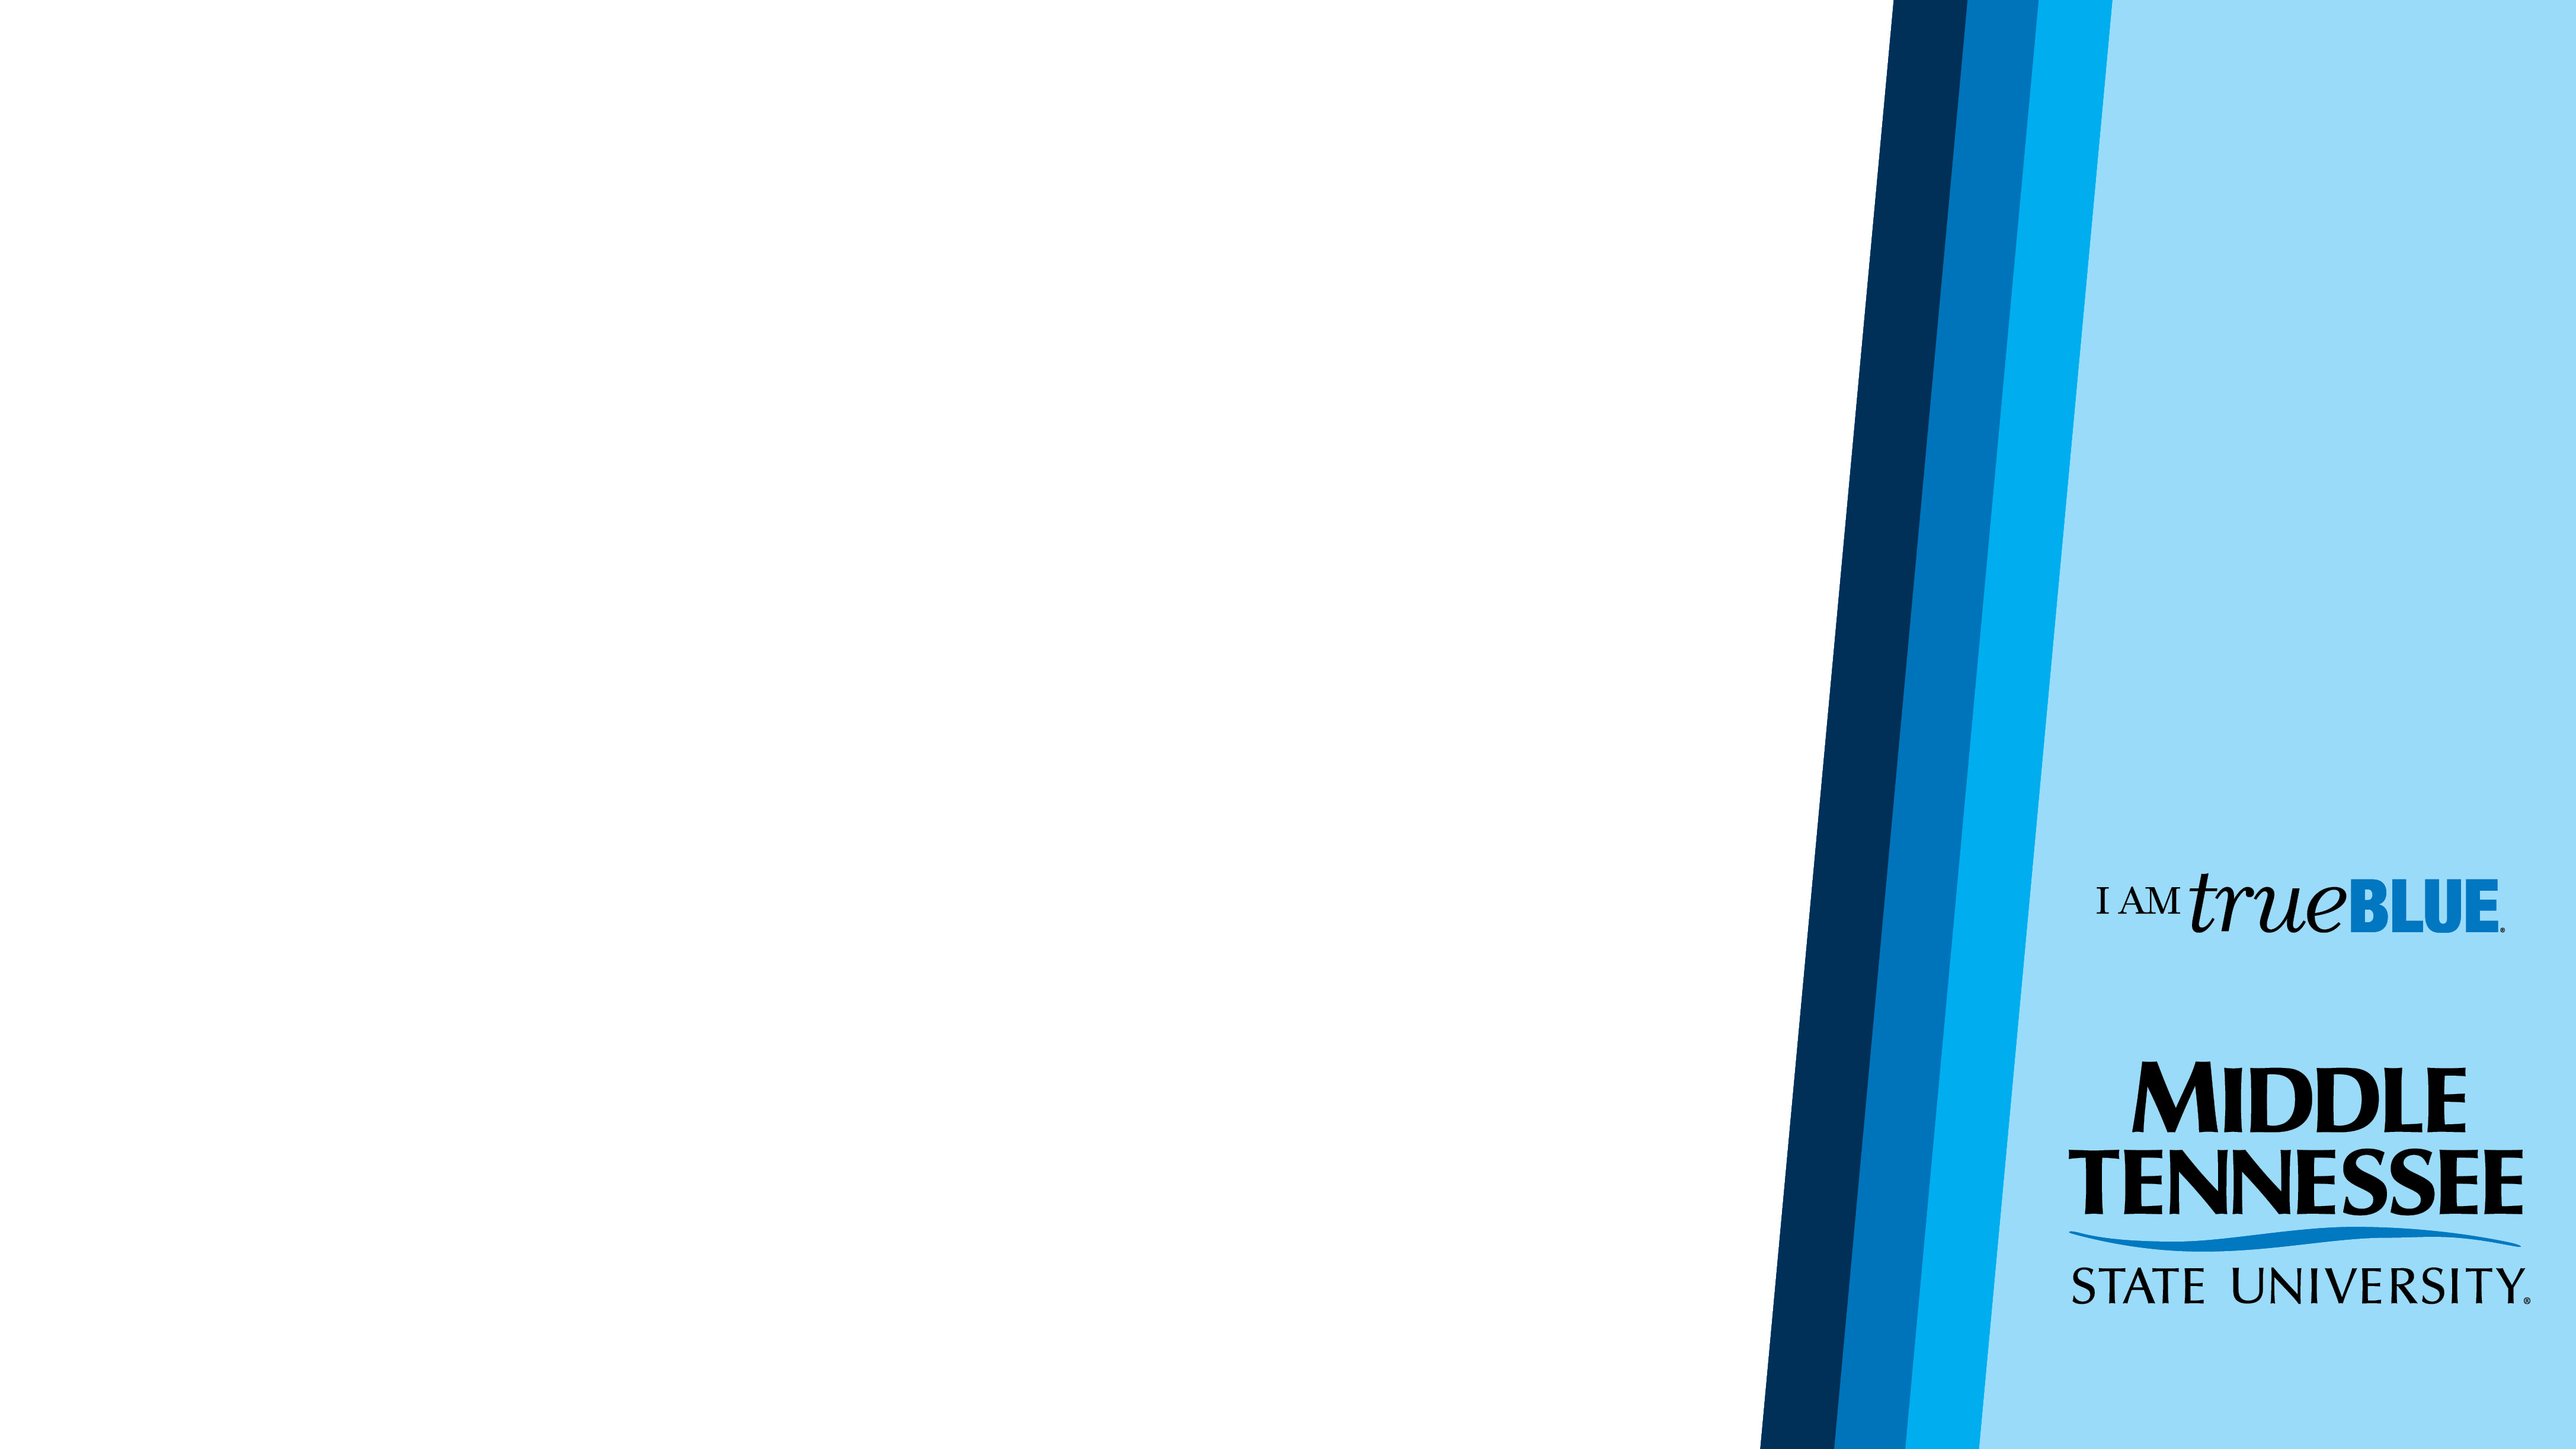 I AM trueBLUE®
MIDDLE
TENNESSEE
STATE UNIVERSITY®